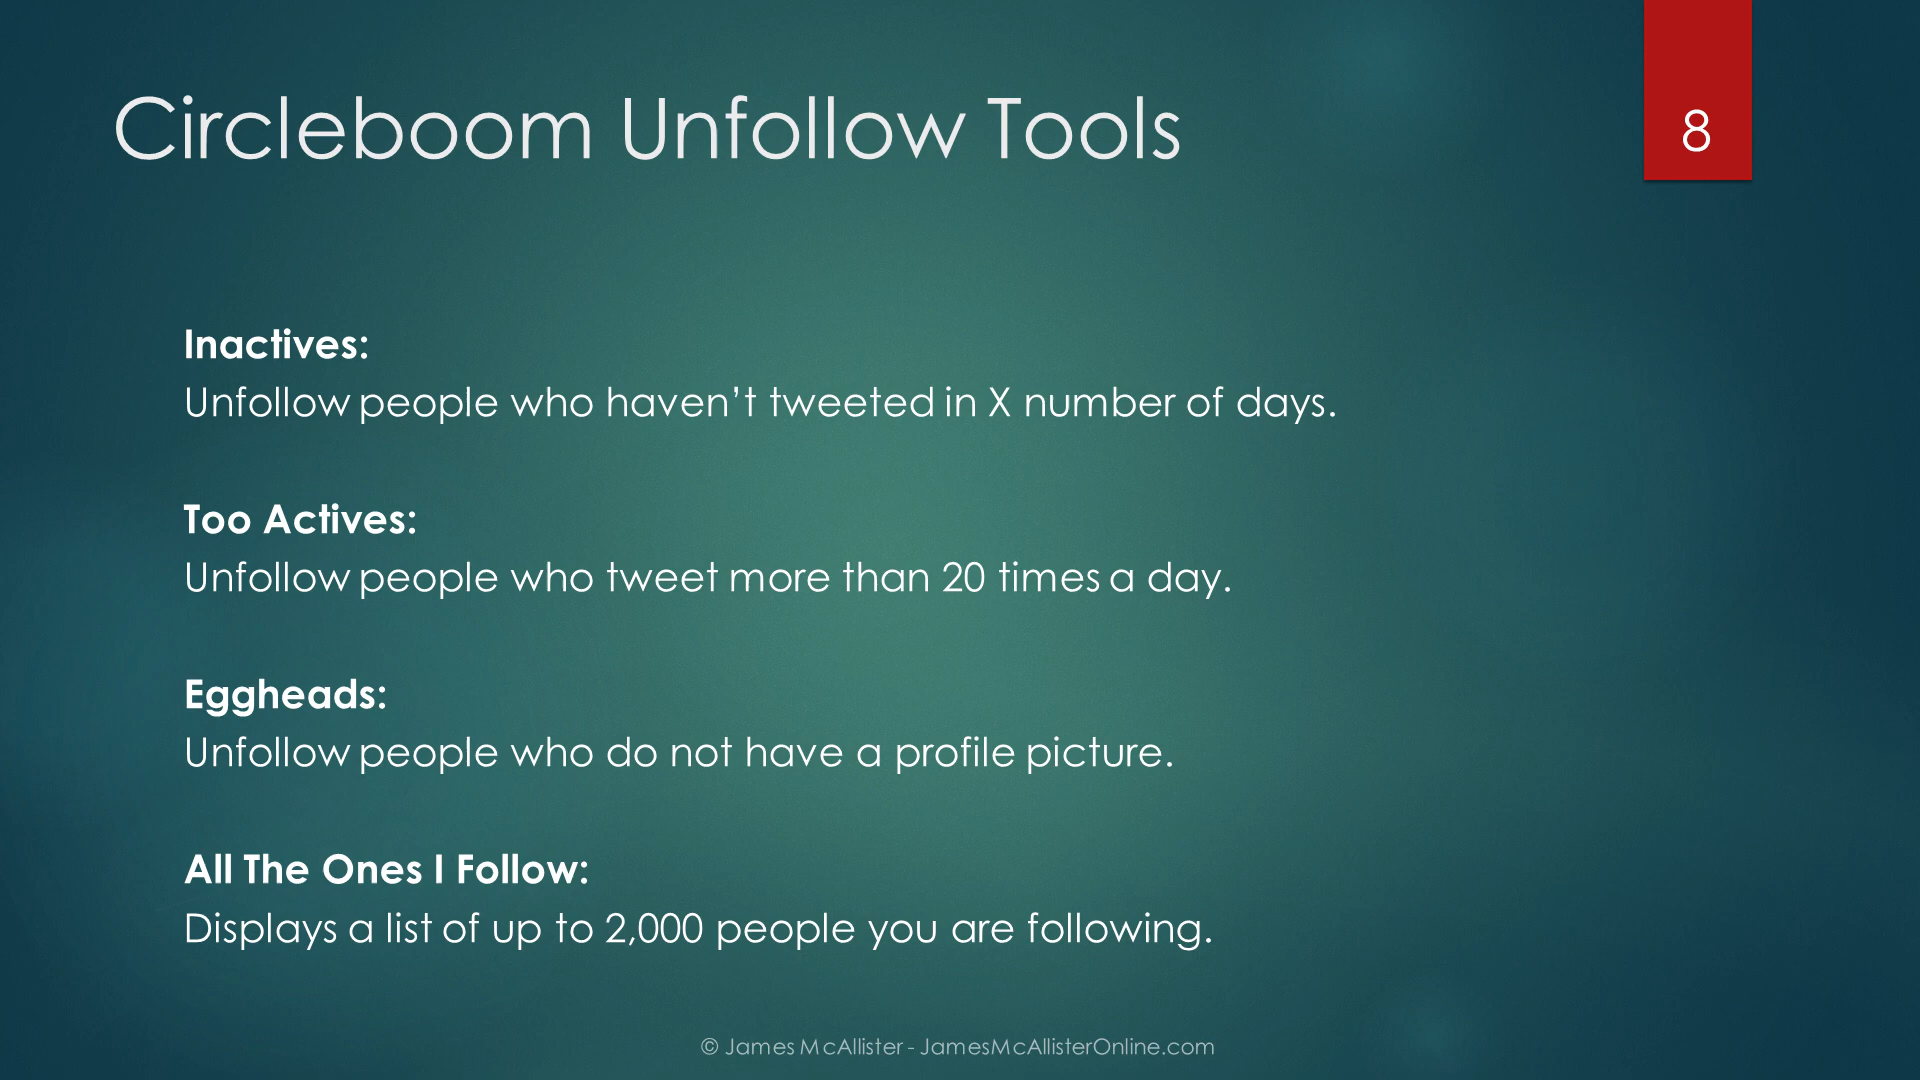 Circleboom Unfollow Tools
8
Inactives:
Unfollow people who haven’t tweeted in X number of days.
Too Actives:
Unfollow people who tweet more than 20 times a day.
Eggheads:
Unfollow people who do not have a profile picture.
All The Ones I Follow:
Displays a list of up to 2,000 people you are following.
© James McAllister - JamesMcAllisterOnline.com